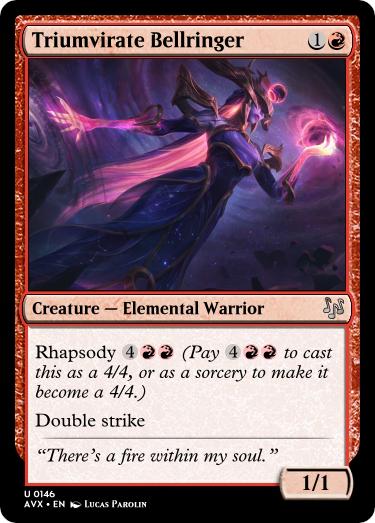 Triumvirate Bellringer 1
Creature — Elemental Warrior
Rhapsody 4 (Pay 4 to cast
this as a 4/4, or as a sorcery to make it
become a 4/4.)
Double strike
“There’s a fire within my soul.”
1/1
U 0146
AVX • EN Lucas Parolin